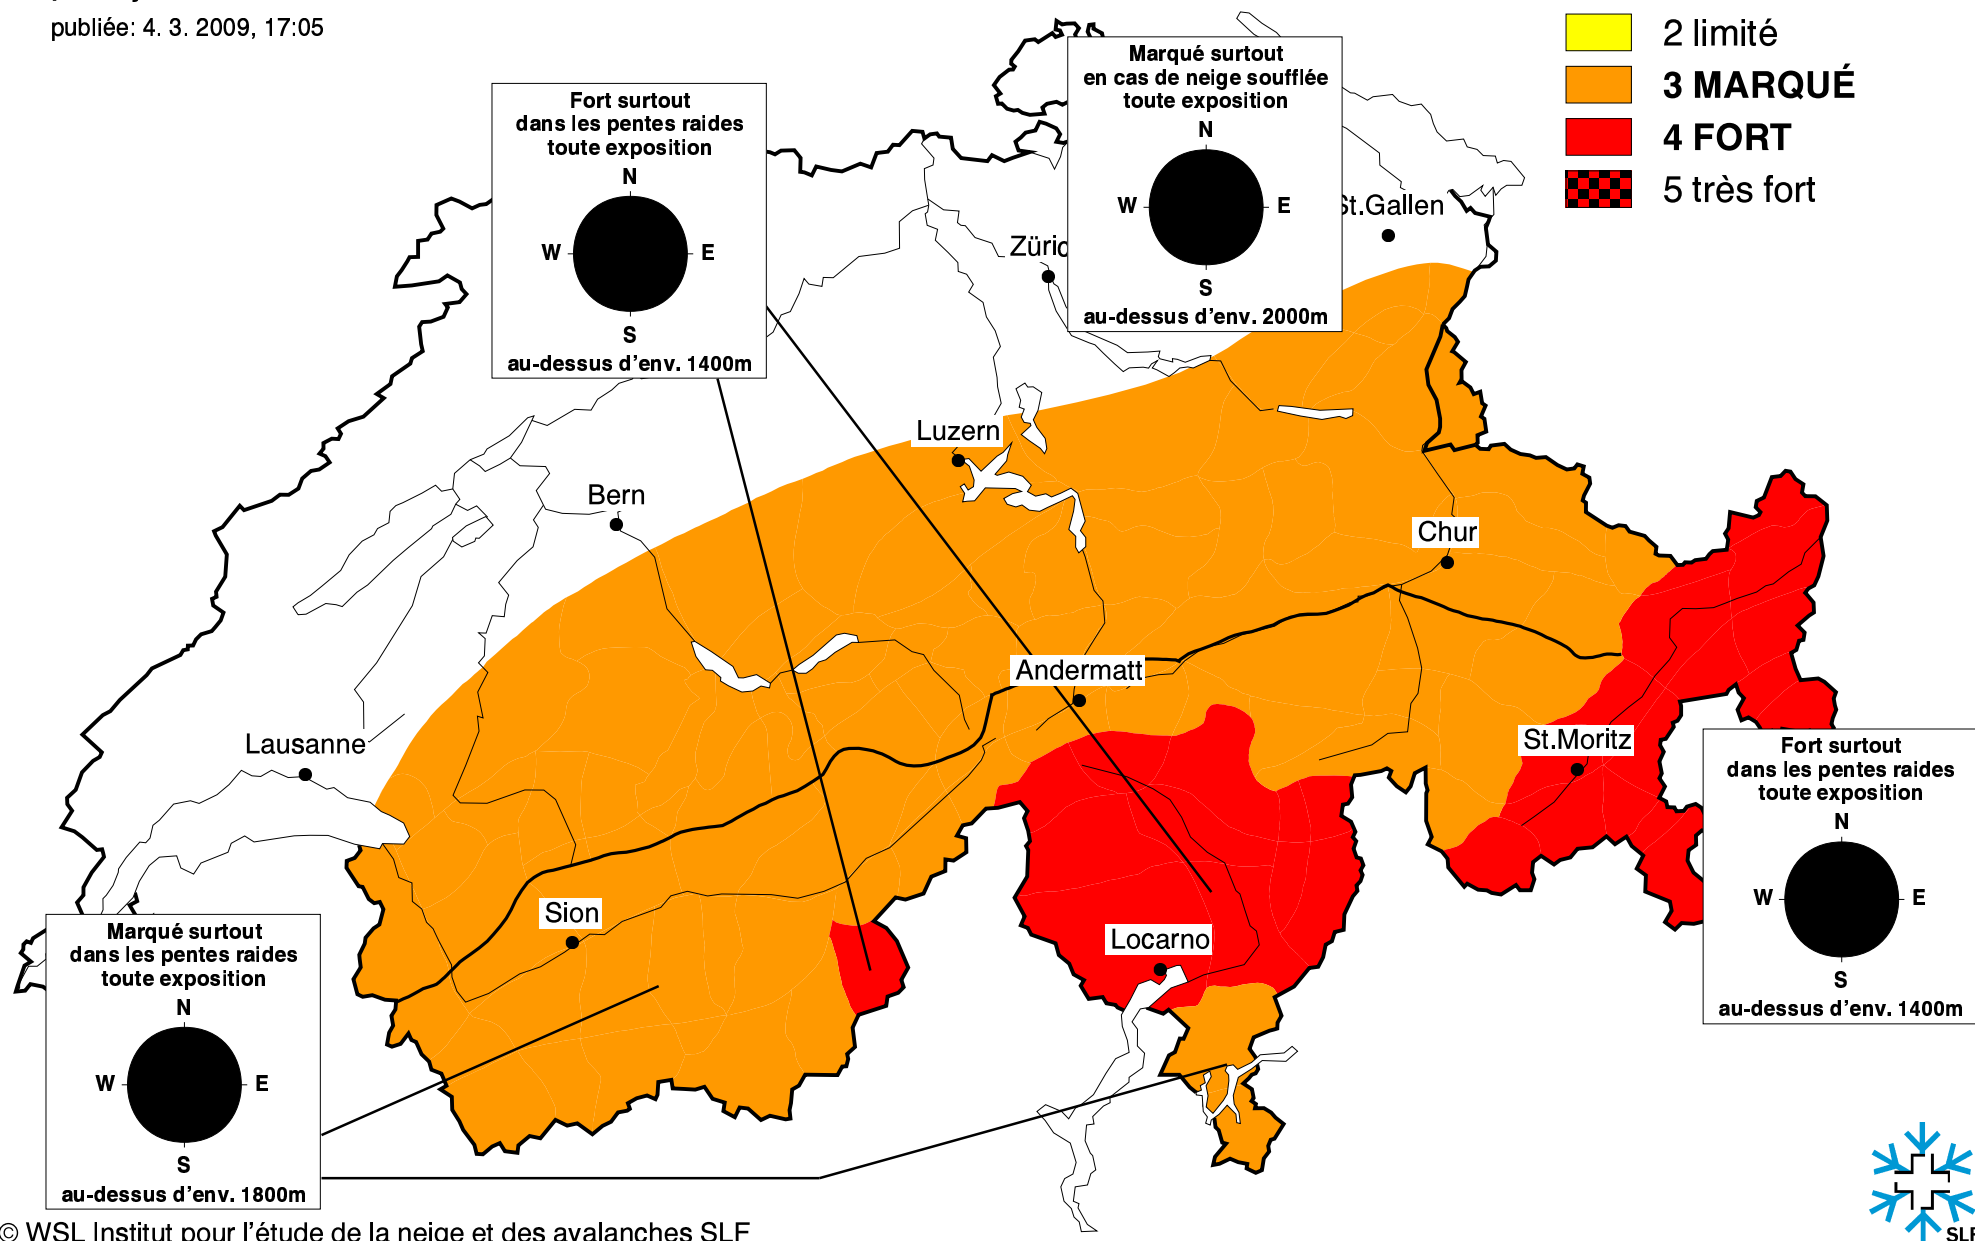 publiée: 4. 3. 2009, 17:05
2 limité
3 MARQUÉ
4 FORT
5 très fort
Marqué surtout
en cas de neige soufflée
toute exposition
N
W
E
S
au-dessus d'env. 2000m
Fort surtout
dans les pentes raides
toute exposition
N
W
E
S
au-dessus d'env. 1400m
St.Gallen
Züric
Luzern
Bern
Chur
Andermatt
Lausanne
St.Moritz
Sion
Locarno
Fort surtout
dans les pentes raides
toute exposition
N
W
E
S
au-dessus d'env. 1400m
Marqué surtout
dans les pentes raides
toute exposition
N
W
E
S
au-dessus d'env. 1800m
© WSL Institut pour l'étude de la neige et des avalanches SLF
SLF